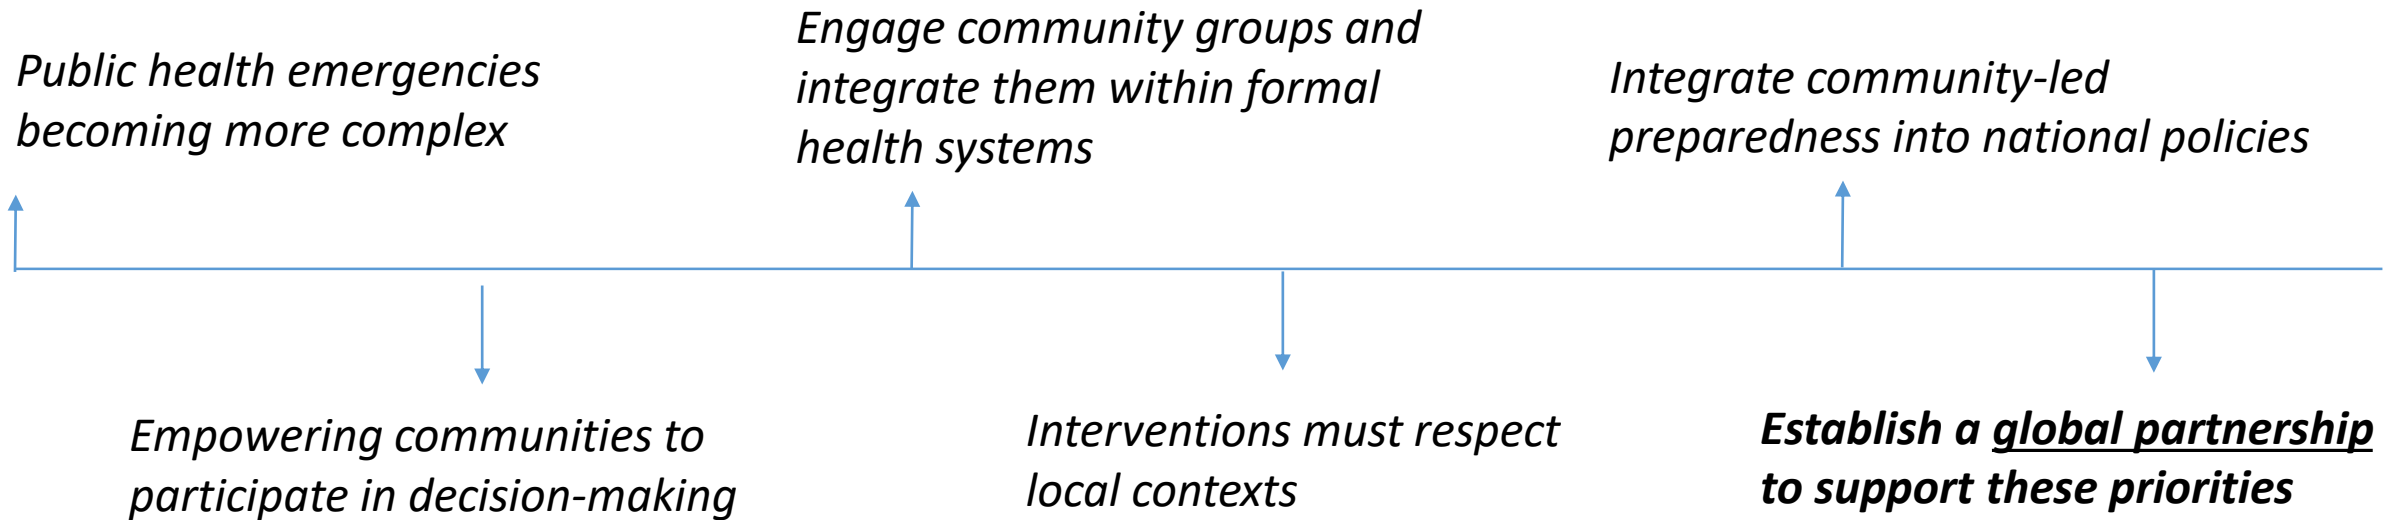 Public health emergencies
becoming more complex
Empowering communities to
participate in decision-making
Engage community groups and
integrate them within formal
health systems
Interventions must respect
local contexts
Integrate community-led
preparedness into national policies
Establish a global partnership
to support these priorities